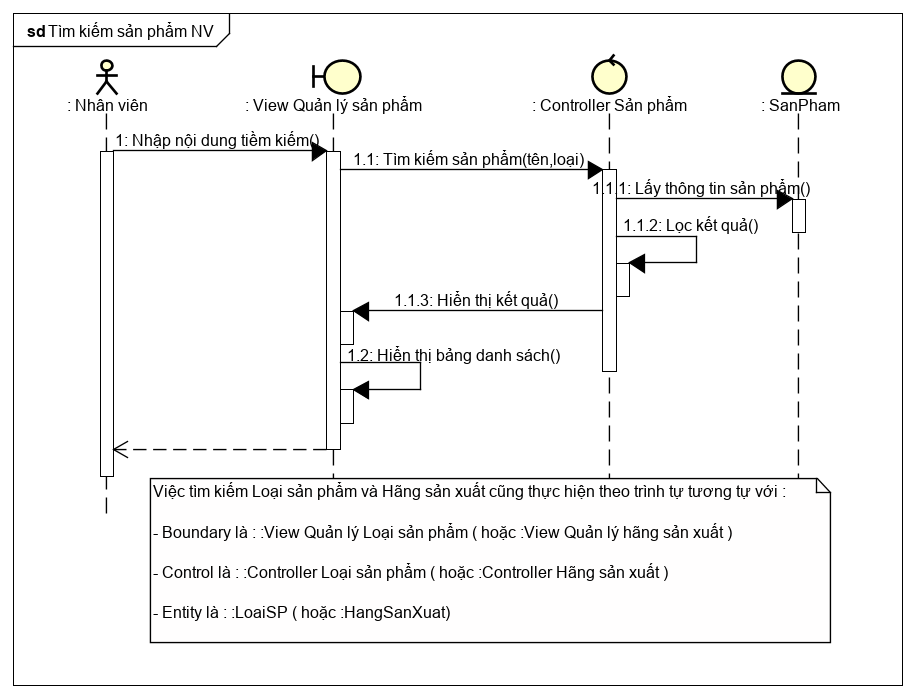 sd Tìm kiếm sản phẩm NV
: Nhân viên
: View Quản lý sản phẩm
: Controller Sản phẩm
: SanPham
1: Nhập nội dung tiềm kiếm()
1.1: Tìm kiếm sản phẩm(tên,loại)
1.1.1: Lấy thông tin sản phẩm()
1.1.2: Lọc kết quả()
1.1.3: Hiển thị kết quả()
1.2: Hiển thị bảng danh sách()
Việc tìm kiếm Loại sản phẩm và Hãng sản xuất cũng thực hiện theo trình tự tương tự với :
- Boundary là : :View Quản lý Loại sản phẩm ( hoặc :View Quản lý hãng sản xuất )
- Control là : :Controller Loại sản phẩm ( hoặc :Controller Hãng sản xuất )
- Entity là : :LoaiSP ( hoặc :HangSanXuat)